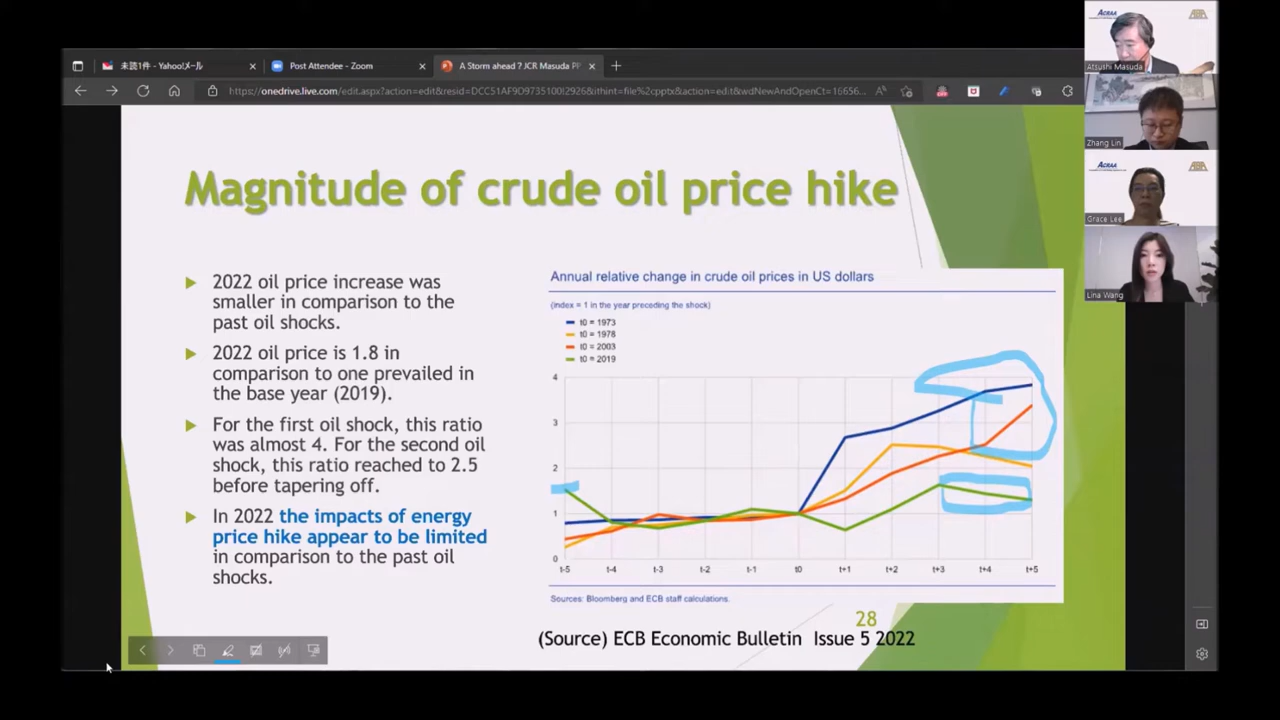 未読1件 - Yahoo!メール
Post Attendee - Zoom
A Storm ahead ? JCR Masuda PP
ACRAA
Atsushi Masuda
Zhang Lin
ACRAA
Grace Lee
Lina Wang
Magnitude of crude oil price hike
2022 oil price increase was
smaller in comparison to the
past oil shocks.
2022 oil price is 1.8 in
comparison to one prevailed in
the base year (2019).
For the first oil shock, this ratio
was almost 4. For the second oil
shock, this ratio reached to 2.5
before tapering off.
In 2022 the impacts of energy
price hike appear to be limited
in comparison to the past oil
shocks.
Annual relative change in crude oil prices in US dollars
(index = 1 in the year preceding the shock)
t0 = 1973
t0 = 1978
t0 = 2003
t0 = 2019
4
3
2
1
0
t-5 t-4 t-3 t-2 t-1 t0 t+1 t+2 t+3 t+4 t+5
Sources: Bloomberg and ECB staff calculations.
28
(Source) ECB Economic Bulletin Issue 5 2022